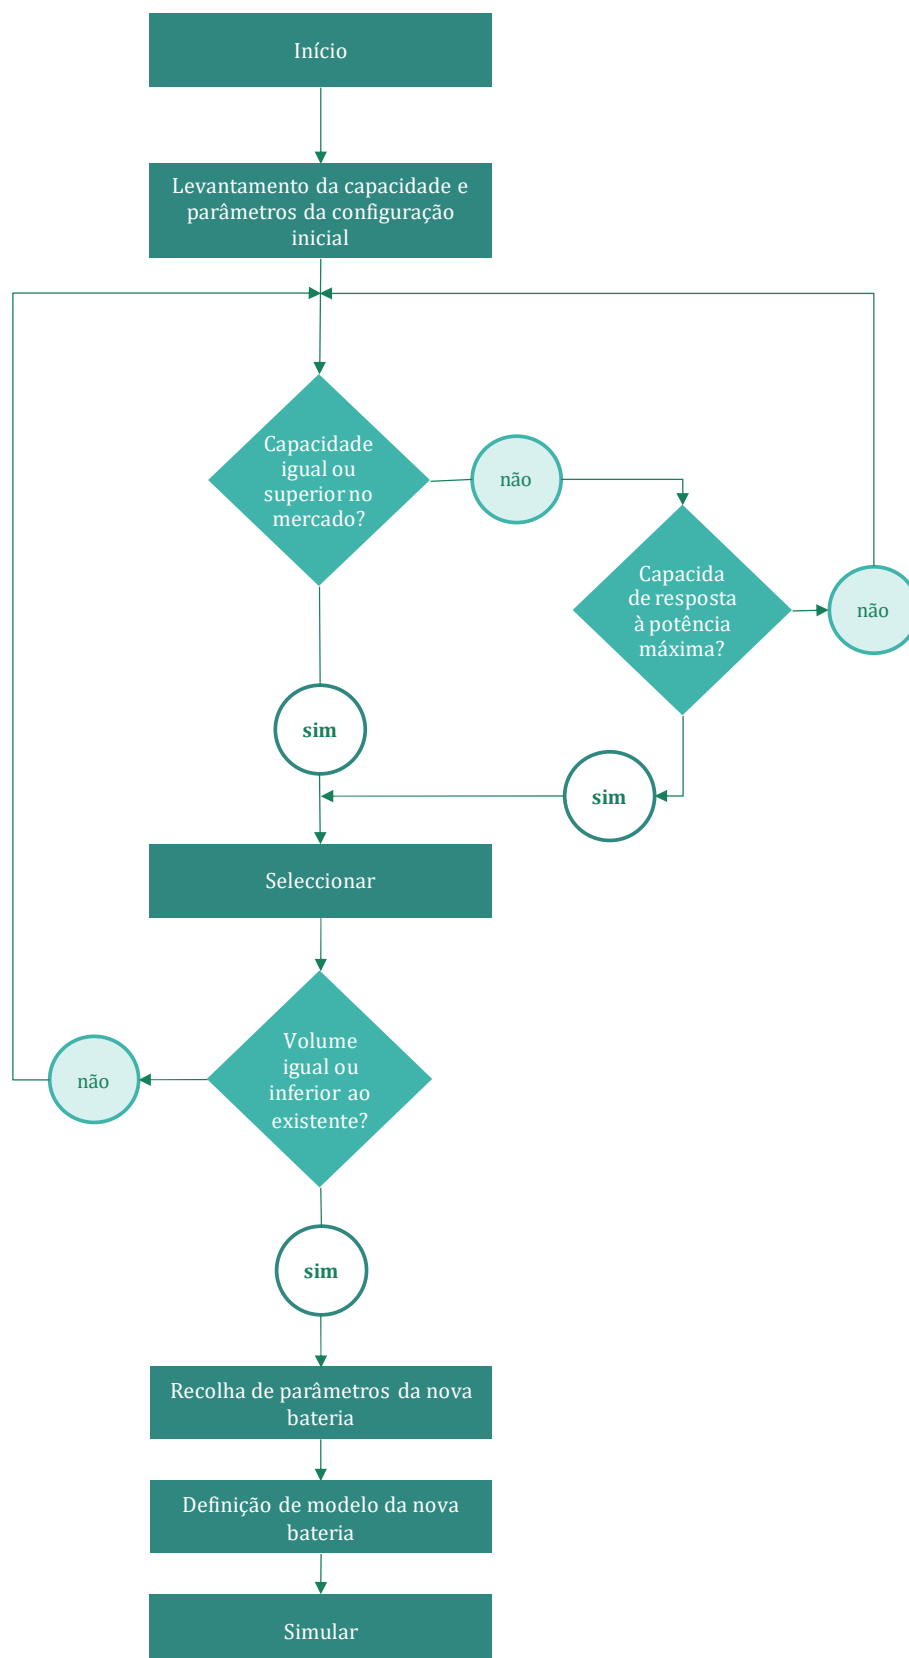 Início
Levantamento da capacidade e
parâmetros da configuração
inicial
Capacidade
igual ou
superior no
mercado?
não
Capacida
de resposta
à potência
máxima?
não
sim
sim
Seleccionar
Volume
igual ou
inferior ao
existente?
não
sim
Recolha de parâmetros da nova
bateria
Definição de modelo da nova
bateria
Simular